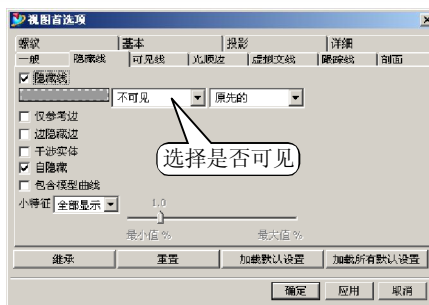 视图首选项
螺纹 基本 投影 详细
一般 隐藏线 可见线 光顺边 虚拟交线 跟踪线 剖面
隐藏线
不可见 原先的
仅参考边
边隐藏边
干涉实体
自隐藏
包含模型曲线
选择是否可见
小特征 全部显示 1.0
最小值 % 最大值 %
继承 重置 加载默认设置 加载所有默认设置
确定 应用 取消